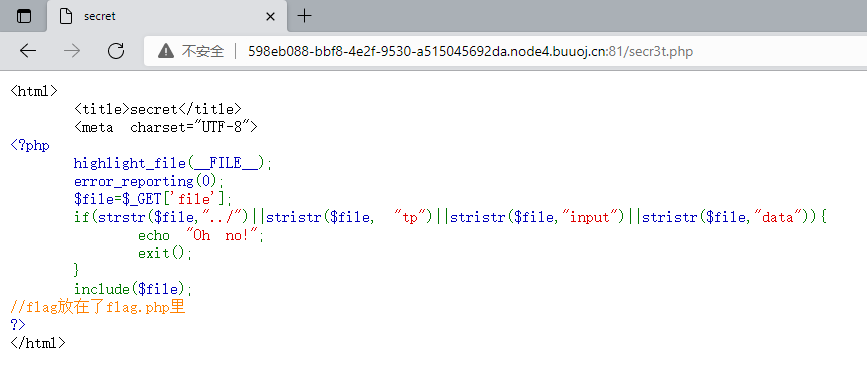 secret
不安全 598eb088-bbf8-4e2f-9530-a515045692da.node4.buuoj.cn:81/secr3t.php
<html>
<title>secret</title>
<meta charset="UTF-8">
<?php
highlight_file(__FILE__);
error_reporting(0);
$file=$_GET['file'];
if(strstr($file,"../")||stristr($file, "tp")||stristr($file,"input")||stristr($file,"data")){
echo "Oh no!";
exit();
}
include($file);
//flag放在了flag.php里
?>
</html>